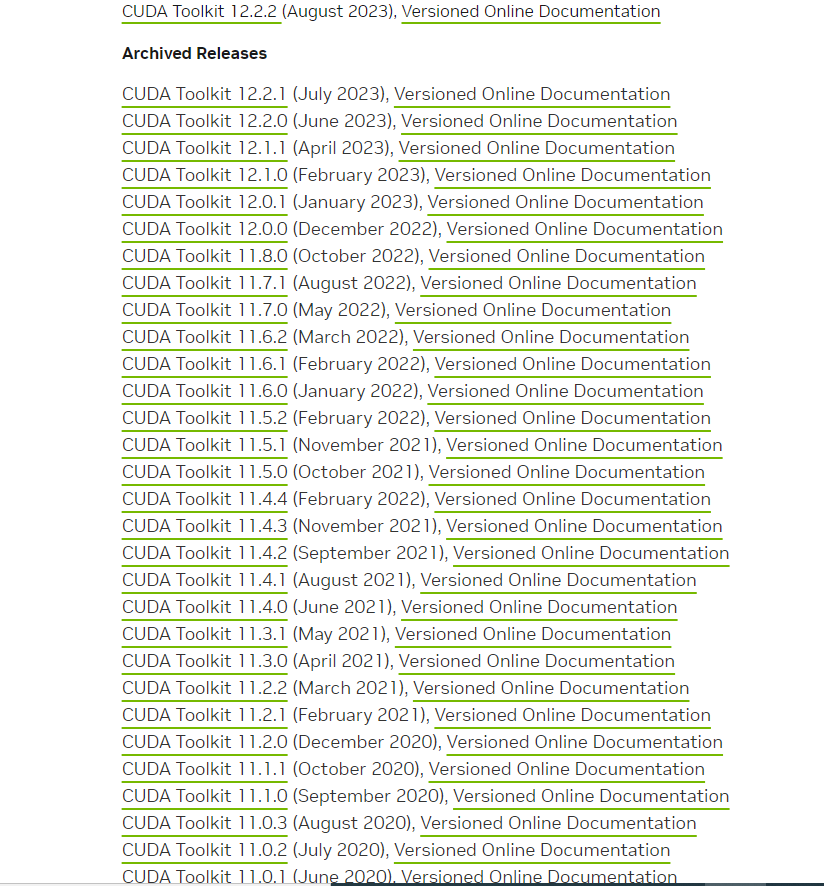 CUDA Toolkit 12.2.2 (August 2023), Versioned Online Documentation
Archived Releases
CUDA Toolkit 12.2.1 (July 2023), Versioned Online Documentation
CUDA Toolkit 12.2.0 (June 2023), Versioned Online Documentation
CUDA Toolkit 12.1.1 (April 2023), Versioned Online Documentation
CUDA Toolkit 12.1.0 (February 2023), Versioned Online Documentation
CUDA Toolkit 12.0.1 (January 2023), Versioned Online Documentation
CUDA Toolkit 12.0.0 (December 2022), Versioned Online Documentation
CUDA Toolkit 11.8.0 (October 2022), Versioned Online Documentation
CUDA Toolkit 11.7.1 (August 2022), Versioned Online Documentation
CUDA Toolkit 11.7.0 (May 2022), Versioned Online Documentation
CUDA Toolkit 11.6.2 (March 2022), Versioned Online Documentation
CUDA Toolkit 11.6.1 (February 2022), Versioned Online Documentation
CUDA Toolkit 11.6.0 (January 2022), Versioned Online Documentation
CUDA Toolkit 11.5.2 (February 2022), Versioned Online Documentation
CUDA Toolkit 11.5.1 (November 2021), Versioned Online Documentation
CUDA Toolkit 11.5.0 (October 2021), Versioned Online Documentation
CUDA Toolkit 11.4.4 (February 2022), Versioned Online Documentation
CUDA Toolkit 11.4.3 (November 2021), Versioned Online Documentation
CUDA Toolkit 11.4.2 (September 2021), Versioned Online Documentation
CUDA Toolkit 11.4.1 (August 2021), Versioned Online Documentation
CUDA Toolkit 11.4.0 (June 2021), Versioned Online Documentation
CUDA Toolkit 11.3.1 (May 2021), Versioned Online Documentation
CUDA Toolkit 11.3.0 (April 2021), Versioned Online Documentation
CUDA Toolkit 11.2.2 (March 2021), Versioned Online Documentation
CUDA Toolkit 11.2.1 (February 2021), Versioned Online Documentation
CUDA Toolkit 11.2.0 (December 2020), Versioned Online Documentation
CUDA Toolkit 11.1.1 (October 2020), Versioned Online Documentation
CUDA Toolkit 11.1.0 (September 2020), Versioned Online Documentation
CUDA Toolkit 11.0.3 (August 2020), Versioned Online Documentation
CUDA Toolkit 11.0.2 (July 2020), Versioned Online Documentation
CUDA Toolkit 11.0.1 (June 2020), Versioned Online Documentation